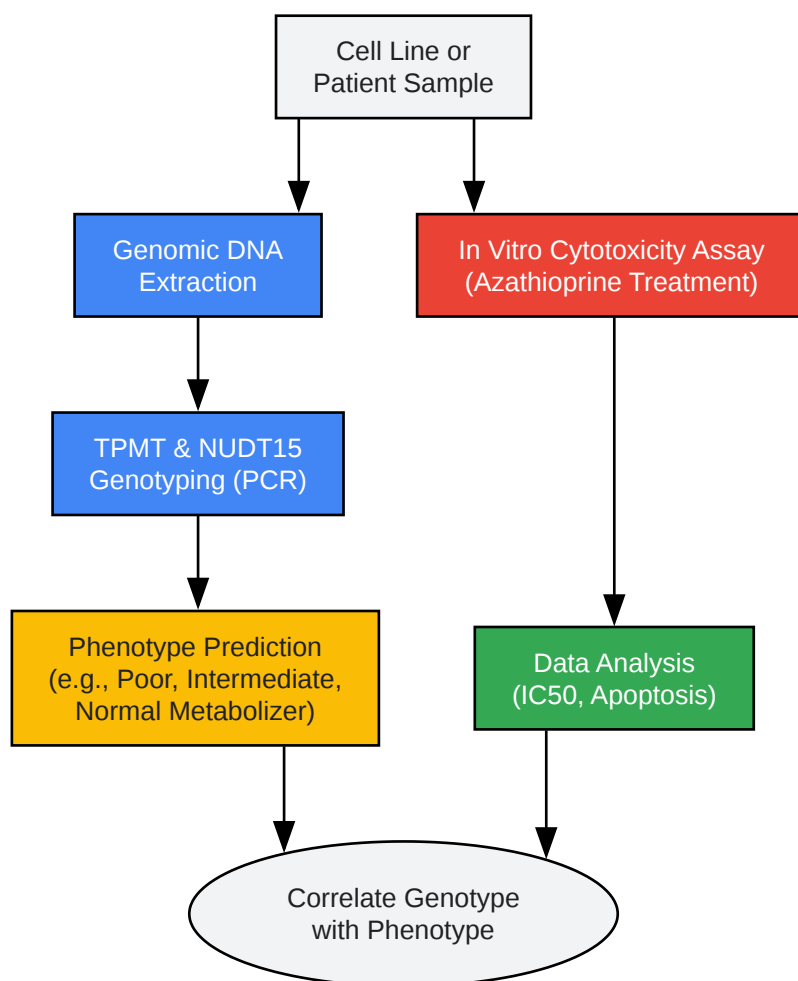 Cell Line or
Patient Sample
Genomic DNA
Extraction
In Vitro Cytotoxicity Assay
(Azathioprine Treatment)
TPMT & NUDT15
Genotyping (PCR)
Phenotype Prediction
(e.g., Poor, Intermediate,
Normal Metabolizer)
Data Analysis
(IC50, Apoptosis)
Correlate Genotype
with Phenotype